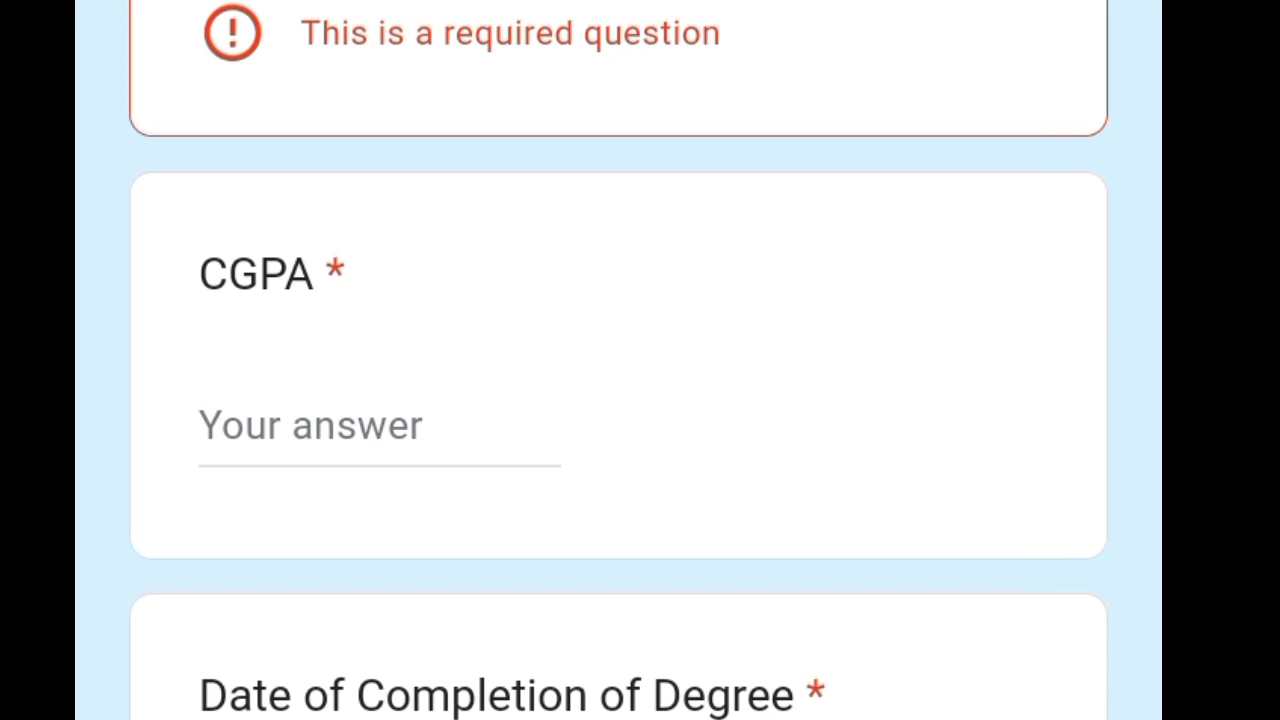 This is a required question
CGPA *
Your answer
Date of Completion of Degree *